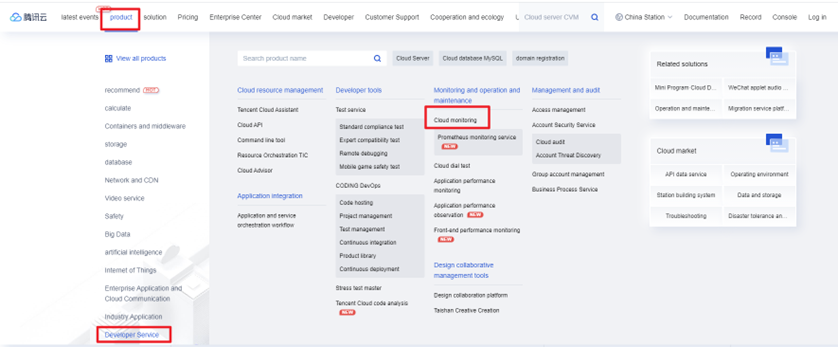 腾讯云 latest events product solution Pricing Enterprise Center Cloud market Developer Customer Support Cooperation and ecology Cloud server CVM China Station Documentation Record Console Log in
View all products
recommend HOT
calculate
Containers and middleware
storage
database
Network and CDN
Video service
Safety
Big Data
artificial intelligence
Internet of Things
Enterprise Application and
Cloud Communication
Industry Application
Developer Service
Search product name Cloud Server Cloud database MySQL domain registration
Cloud resource management
Tencent Cloud Assistant
Cloud API
Command line tool
Resource Orchestration TIC
Cloud Advisor
Application integration
Application and service
orchestration workflow
Developer tools
Test service
Standard compliance test
Expert compatibility test
Remote debugging
Mobile game safety test
CODING DevOps
Code hosting
Project management
Test management
Continuous integration
Product library
Continuous deployment
Stress test master
Tencent Cloud code analysis
NEW
Monitoring and operation and
maintenance
Cloud monitoring
Prometheus monitoring service
NEW
Cloud dial test
Application performance
monitoring
Application performance
observation NEW
Front-end performance monitoring
NEW
Design collaborative
management tools
Design collaboration platform
Taishan Creative Creation
Management and audit
Access management
Account Security Service
Cloud audit
Account Threat Discovery
Group account management
Business Process Service
Related solutions
Mini Program Cloud D... WeChat applet audio ...
Operation and mainte... Migration service platf...
Cloud market
API data service Operating environment
Station building system Data and storage
Troubleshooting Disaster tolerance an...